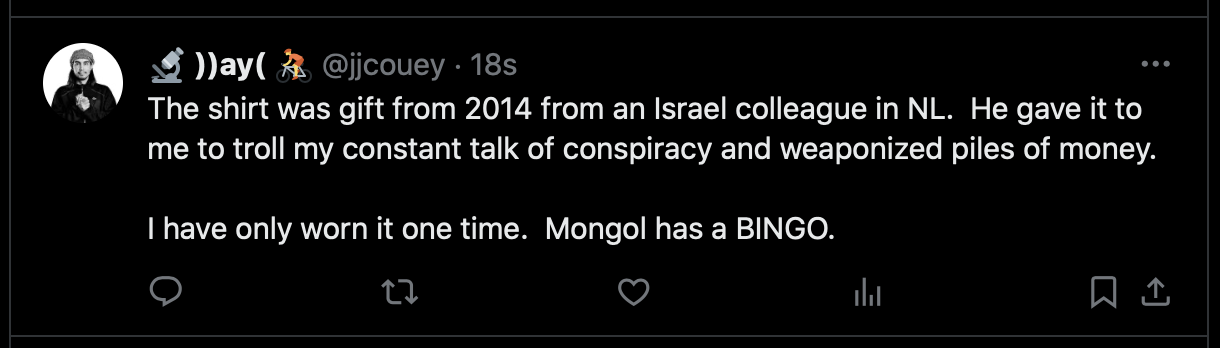 🔬 ))ay( 🚴 @jjcouey · 18s
The shirt was gift from 2014 from an Israel colleague in NL.  He gave it to
me to troll my constant talk of conspiracy and weaponized piles of money.
I have only worn it one time.  Mongol has a BINGO.